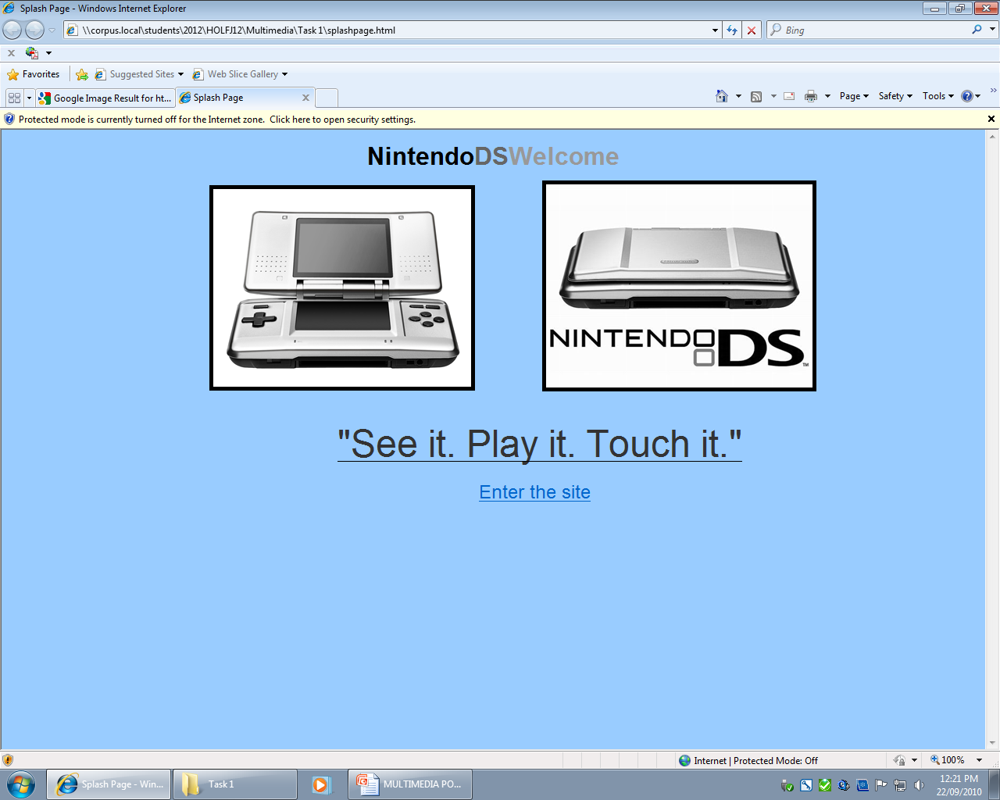 Splash Page - Windows Internet Explorer
\\corpus.local\students\2012\HOLFJ12\Multimedia\Task 1\splashpage.html
Bing
Favorites Suggested Sites Web Slice Gallery
Google Image Result for ht... Splash Page Page Safety Tools
Protected mode is currently turned off for the Internet zone. Click here to open security settings.
NintendoDSWelcome
NINTENDO DS™
"See it. Play it. Touch it."
Enter the site
Internet | Protected Mode: Off 100%
Splash Page - Win... Task 1 MULTIMEDIA PO... 12:21 PM
22/09/2010